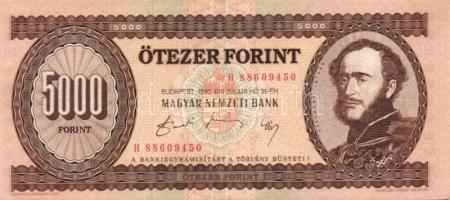 5000
5000
ÖTEZER FORINT
H 88609450
BUDAPEST 1990. ÉVI JÚLIUS HÓ 31-ÉN
MAGYAR NEMZETI BANK
5000
FORINT
H 88609450
A BANKJEGYHAMISÍTÁST A TÖRVÉNY BÜNTETI !
ÖTEZER FORINT